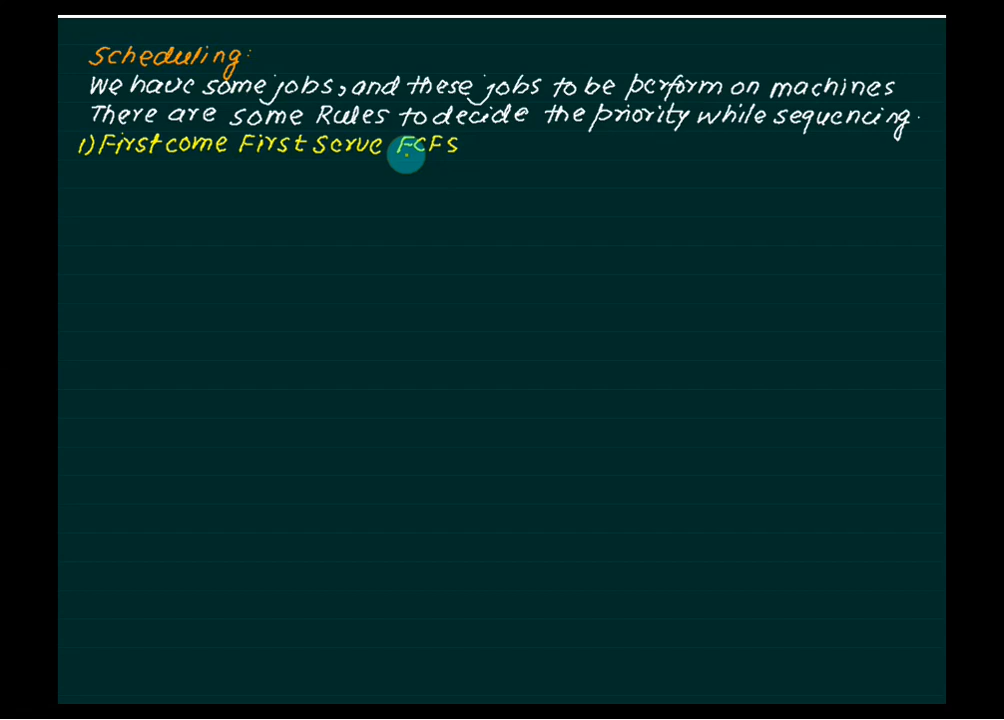 Scheduling:
We have some jobs, and these jobs to be perform on machines
There are some Rules to decide the priority while sequencing.
1) First come First Serve FCFS